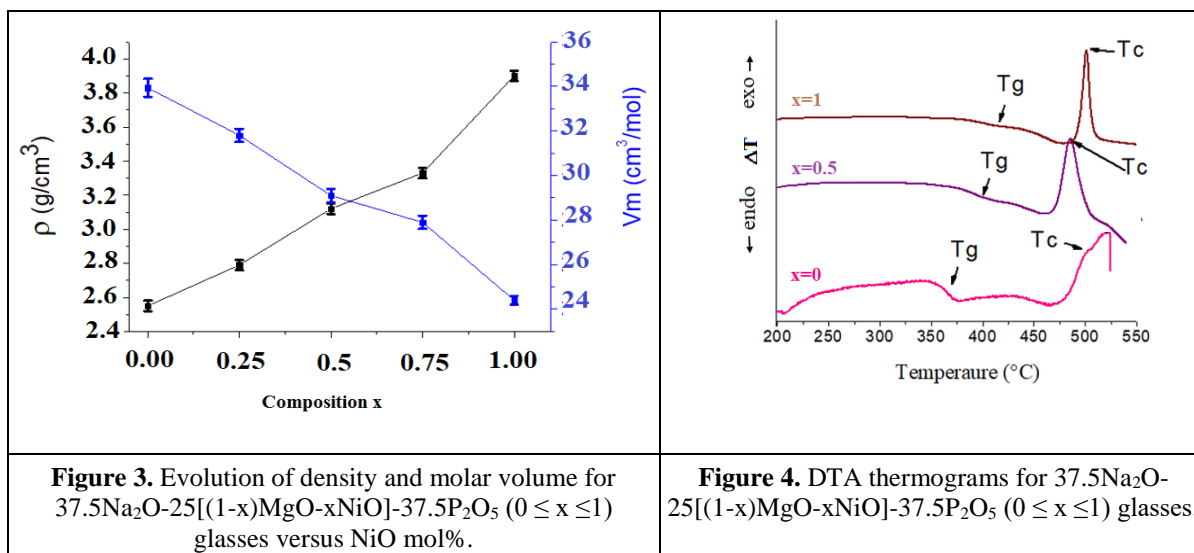 4.0
3.8
3.6
3.4
3.2
3.0
2.8
2.6
2.4
ρ (g/cm³)
36
34
32
30
29
28
26
24
Vm (cm³/mol)
0.00 0.25 0.5 0.75 1.00
Composition x
Figure 3. Evolution of density and molar volume for
37.5Na₂O-25[(1-x)MgO-xNiO]-37.5P₂O₅ (0 ≤ x ≤1)
glasses versus NiO mol%.
← endo ΔT exo →
Tc
Tg
x=1
Tc
x=0.5
Tg
Tc
Tg
x=0
200 250 300 350 400 450 500 550
Temperaure (°C)
Figure 4. DTA thermograms for 37.5Na₂O-
25[(1-x)MgO-xNiO]-37.5P₂O₅ (0 ≤ x ≤1) glasses.